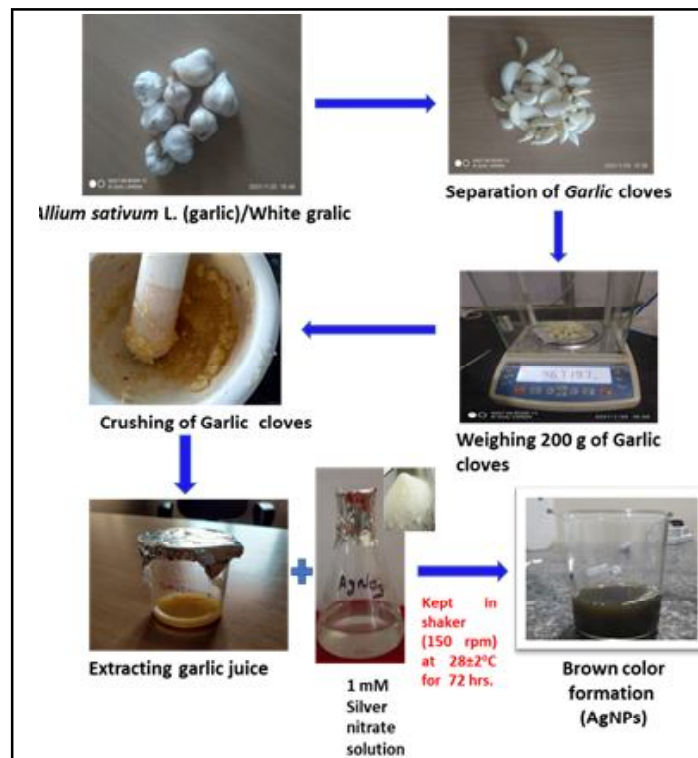 Allium sativum L. (garlic)/White gralic
Separation of Garlic cloves
Crushing of Garlic cloves
Weighing 200 g of Garlic
cloves
Extracting garlic juice
+
AgNO3
1 mM
Silver
nitrate
solution
Kept in
shaker
(150 rpm)
at 28±2°C
for 72 hrs.
Brown color
formation
(AgNPs)